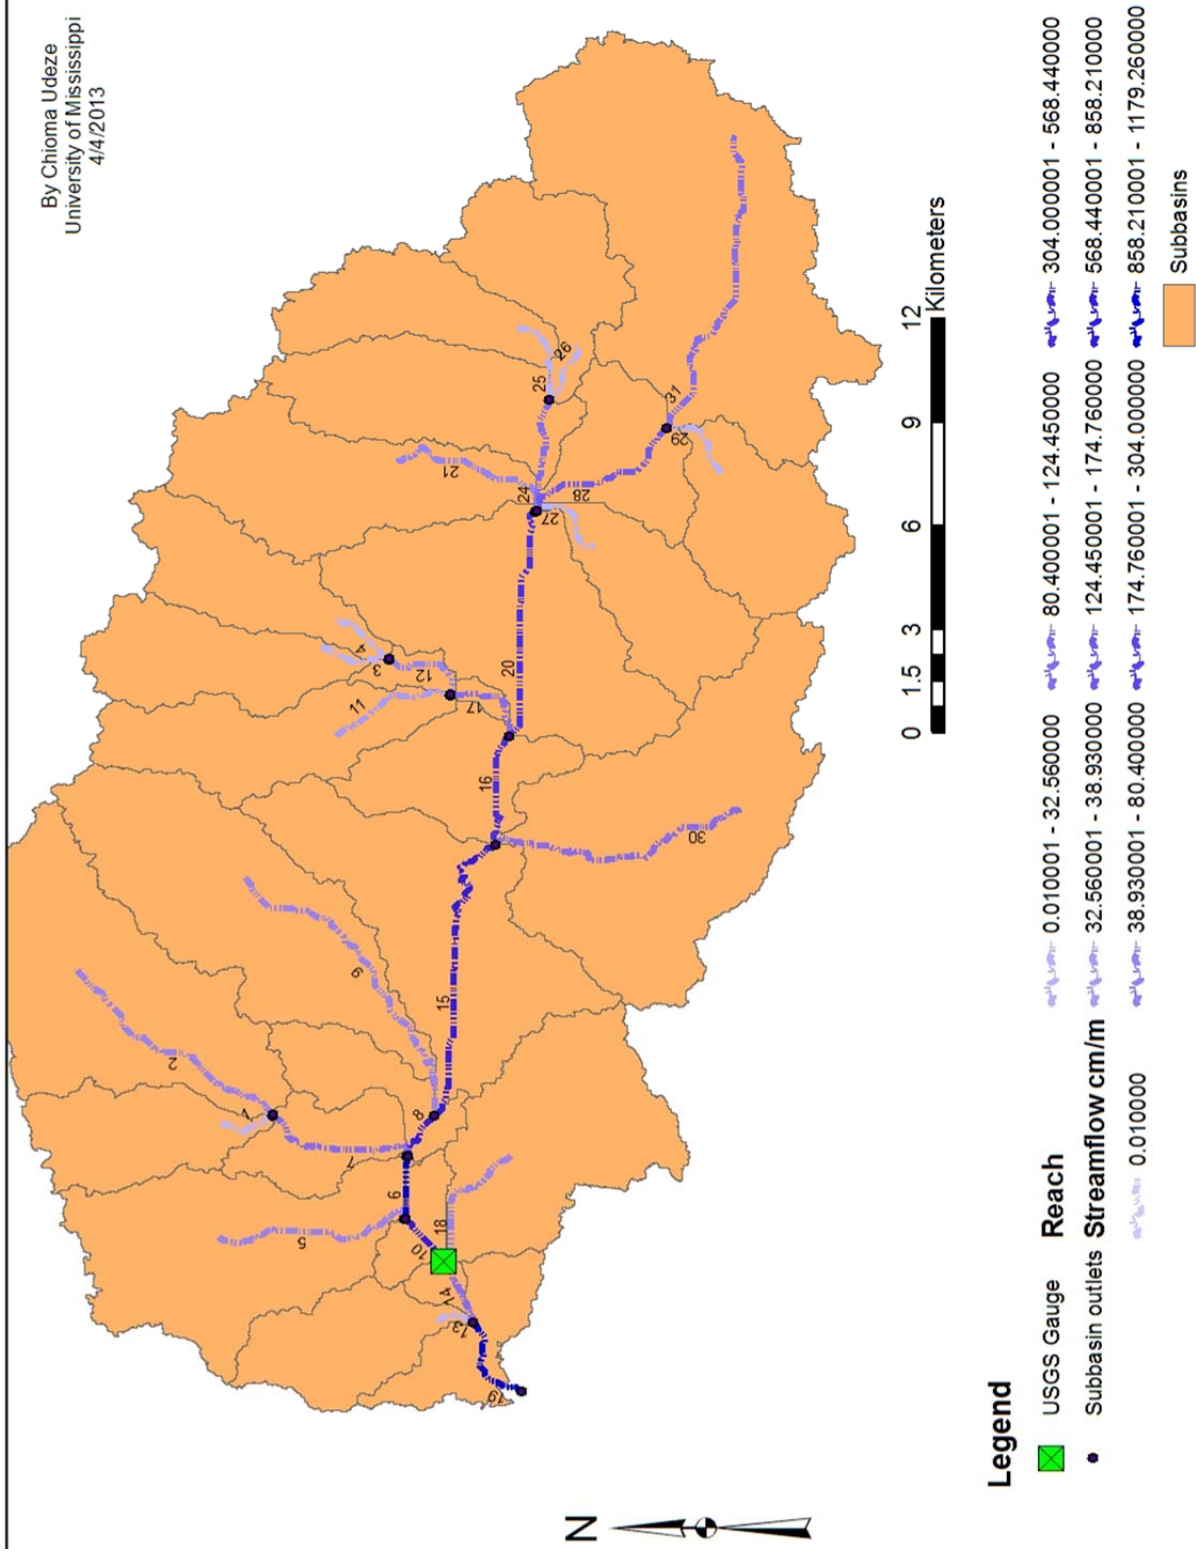 By Chioma Udeze
University of Mississippi
4/4/2013
2
1
7
5
9
6
8
15
10
18
14
13
19
4
3
12
11
17
16
20
30
21
24
25
26
27
28
29
31
N
0 1.5 3 6 9 12
Kilometers
Legend
USGS Gauge
Subbasin outlets
Reach
Streamflow cm/m
0.010000
0.010001 - 32.560000
32.560001 - 38.930000
38.930001 - 80.400000
80.400001 - 124.450000
124.450001 - 174.760000
174.760001 - 304.000000
304.000001 - 568.440000
568.440001 - 858.210000
858.210001 - 1179.260000
Subbasins